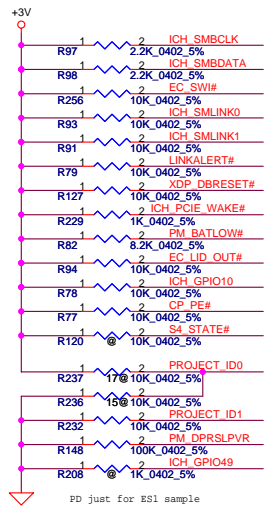 +3V
1 2 ICH_SMBCLK
R97 2.2K_0402_5%
1 2 ICH_SMBDATA
R98 2.2K_0402_5%
1 2 EC_SWI#
R256 10K_0402_5%
1 2 ICH_SMLINK0
R93 10K_0402_5%
1 2 ICH_SMLINK1
R91 10K_0402_5%
1 2 LINKALERT#
R79 10K_0402_5%
1 2 XDP_DBRESET#
R127 10K_0402_5%
1 2 ICH_PCIE_WAKE#
R229 1K_0402_5%
1 2 PM_BATLOW#
R82 8.2K_0402_5%
1 2 EC_LID_OUT#
R94 10K_0402_5%
1 2 ICH_GPIO10
R78 10K_0402_5%
1 2 CP_PE#
R77 10K_0402_5%
1 2 S4_STATE#
R120 @ 10K_0402_5%
1 2 PROJECT_ID0
R237 17@ 10K_0402_5%
1 2
R236 15@ 10K_0402_5%
1 2 PROJECT_ID1
R232 10K_0402_5%
1 2 PM_DPRSLPVR
R148 100K_0402_5%
1 2 ICH_GPIO49
R208 @ 1K_0402_5%
PD just for ES1 sample